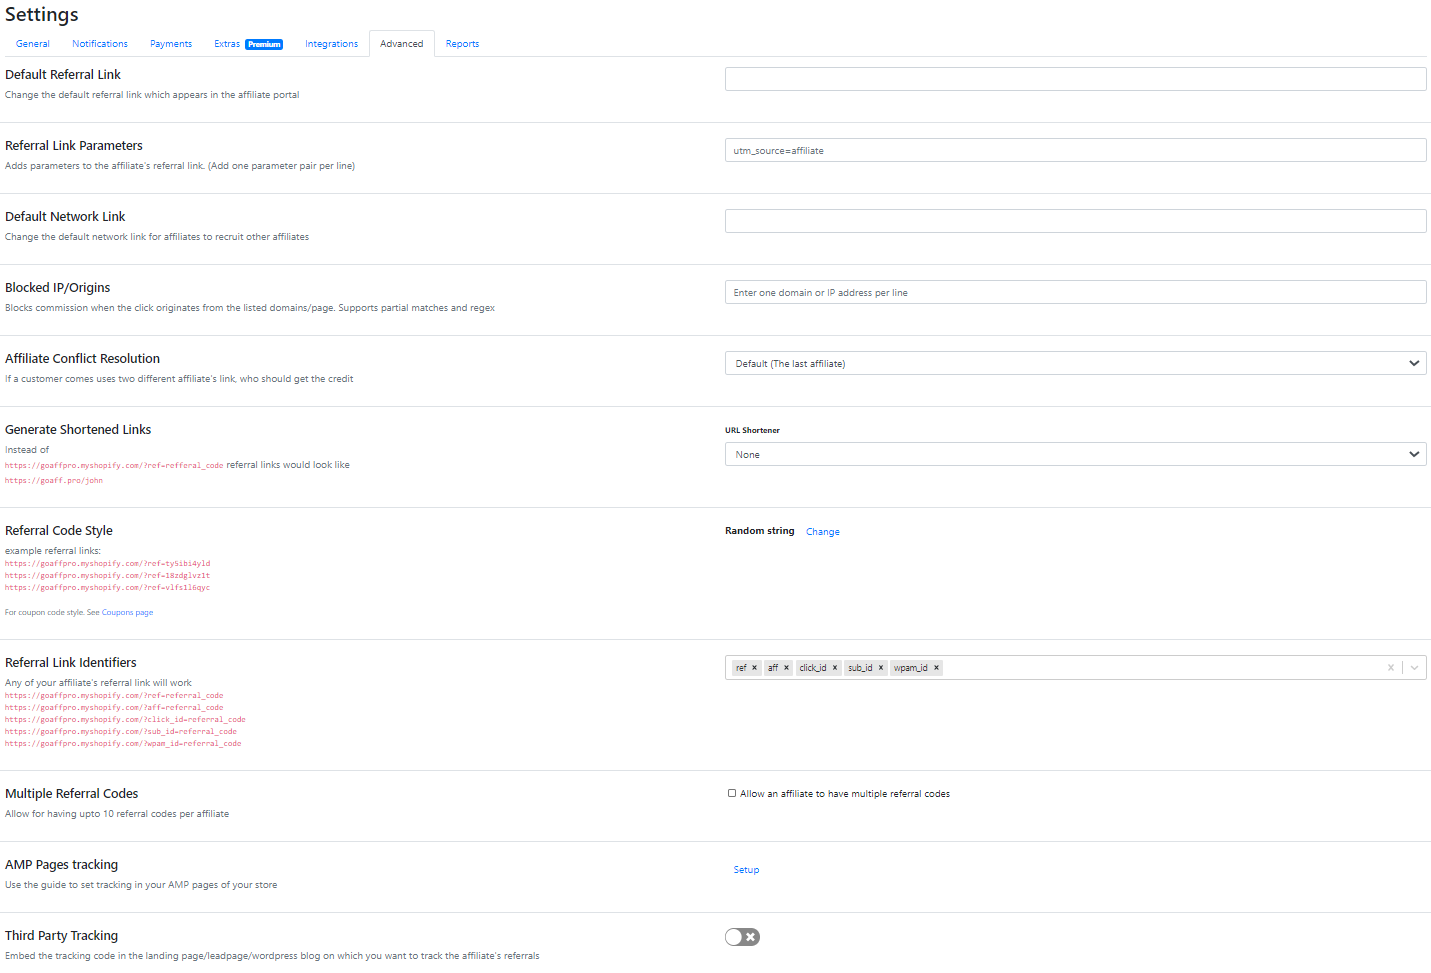 Settings
General Notifications Payments Extras Premium Integrations Advanced Reports
Default Referral Link
Change the default referral link which appears in the affiliate portal
Referral Link Parameters
Adds parameters to the affiliate's referral link. (Add one parameter pair per line)
utm_source=affiliate
Default Network Link
Change the default network link for affiliates to recruit other affiliates
Blocked IP/Origins
Blocks commission when the click originates from the listed domains/page. Supports partial matches and regex
Enter one domain or IP address per line
Affiliate Conflict Resolution
If a customer comes uses two different affiliate's link, who should get the credit
Default (The last affiliate)
Generate Shortened Links
Instead of
https://goaffpro.myshopify.com/?ref=refferal_code referral links would look like
https://goaff.pro/john
URL Shortener
None
Referral Code Style
example referral links:
https://goaffpro.myshopify.com/?ref=ty5ibi4yld
https://goaffpro.myshopify.com/?ref=18zdglvz1t
https://goaffpro.myshopify.com/?ref=vlfs1l6qyc
For coupon code style. See Coupons page
Random string Change
Referral Link Identifiers
Any of your affiliate's referral link will work
https://goaffpro.myshopify.com/?ref=referral_code
https://goaffpro.myshopify.com/?aff=referral_code
https://goaffpro.myshopify.com/?click_id=referral_code
https://goaffpro.myshopify.com/?sub_id=referral_code
https://goaffpro.myshopify.com/?wpam_id=referral_code
ref × aff × click_id × sub_id × wpam_id ×
Multiple Referral Codes
Allow for having upto 10 referral codes per affiliate
Allow an affiliate to have multiple referral codes
AMP Pages tracking
Use the guide to set tracking in your AMP pages of your store
Setup
Third Party Tracking
Embed the tracking code in the landing page/leadpage/wordpress blog on which you want to track the affiliate's referrals